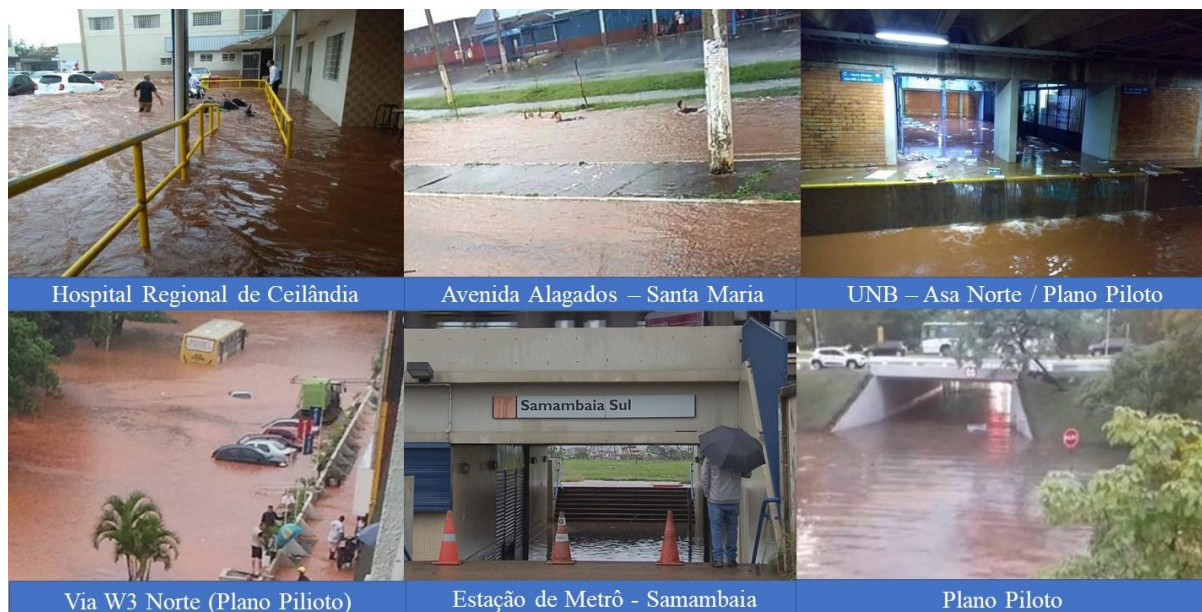 Hospital Regional de Ceilândia
Avenida Alagados – Santa Maria
UNB – Asa Norte / Plano Piloto
Samambaia Sul
Via W3 Norte (Plano Pilioto)
Estação de Metrô - Samambaia
Plano Piloto